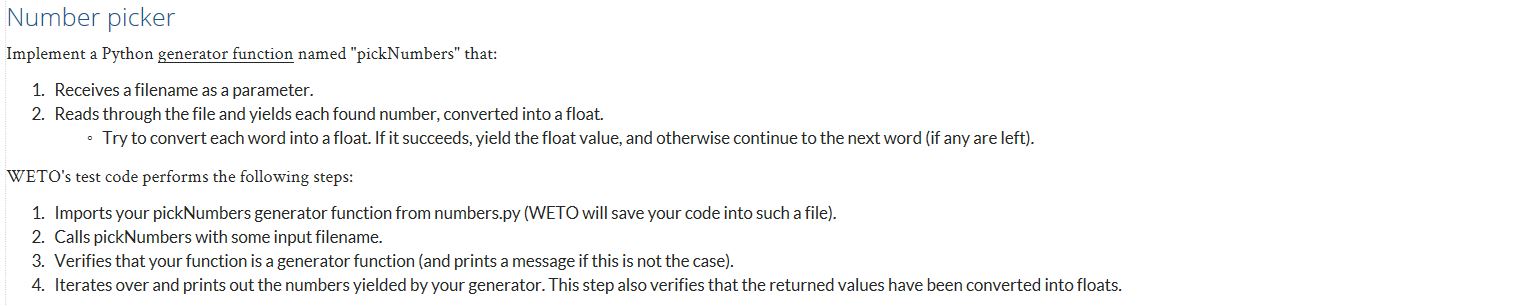 Number picker
Implement a Python generator function named "pickNumbers" that:
1. Receives a filename as a parameter.
2. Reads through the file and yields each found number, converted into a float.
◦ Try to convert each word into a float. If it succeeds, yield the float value, and otherwise continue to the next word (if any are left).
WETO's test code performs the following steps:
1. Imports your pickNumbers generator function from numbers.py (WETO will save your code into such a file).
2. Calls pickNumbers with some input filename.
3. Verifies that your function is a generator function (and prints a message if this is not the case).
4. Iterates over and prints out the numbers yielded by your generator. This step also verifies that the returned values have been converted into floats.